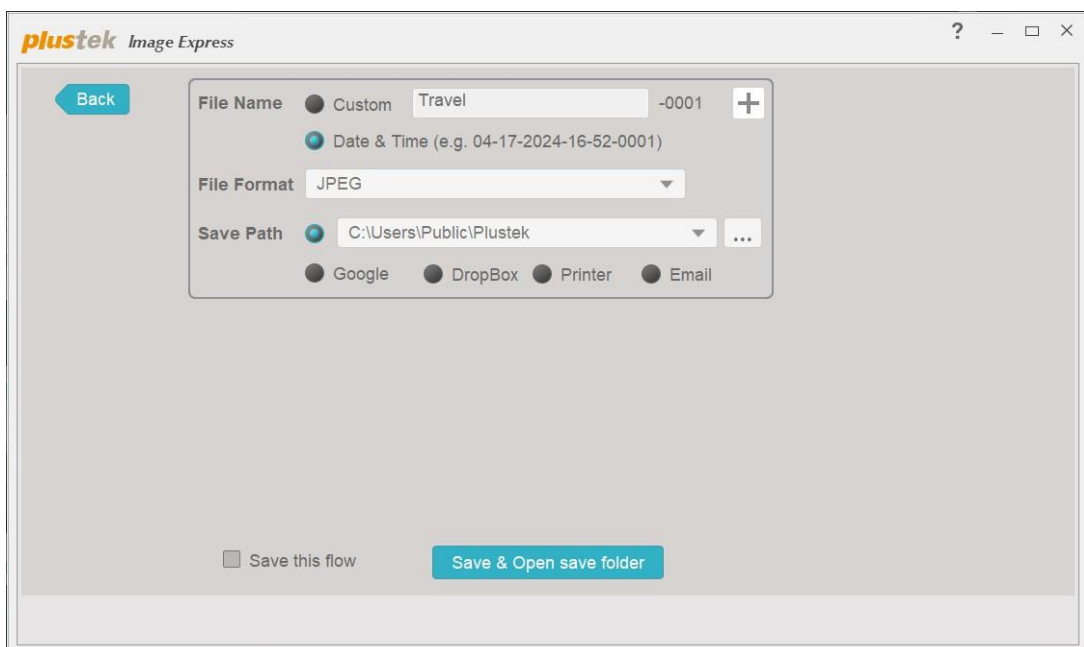 plustek Image Express ?
Back
File Name Custom Travel -0001 +
Date & Time (e.g. 04-17-2024-16-52-0001)
File Format JPEG
Save Path C:\Users\Public\Plustek ...
Google DropBox Printer Email
Save this flow Save & Open save folder